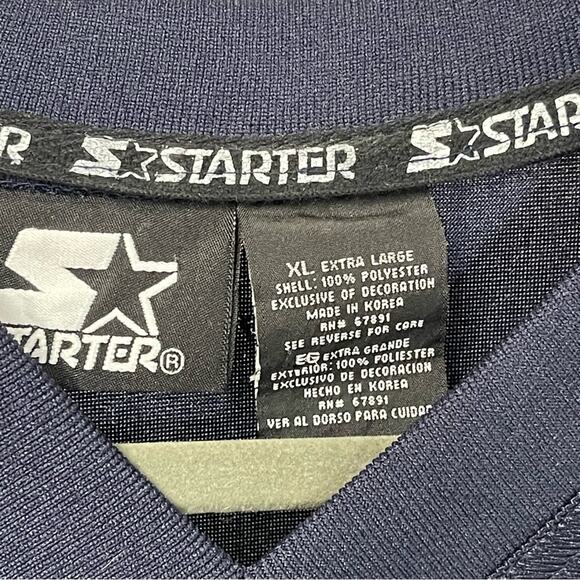 R STARTER STAR
STARTER®
XL EXTRA LARGE
SHELL: 100% POLYESTER
EXCLUSIVE OF DECORATION
MADE IN KOREA
RN# 67891
SEE REVERSE FOR CARE
EG EXTRA GRANDE
EXTERIOR: 100% POLIESTER
EXCLUSIVO DE DECORACION
HECHO EN KOREA
RN# 67891
VER AL DORSO PARA CUIDAD